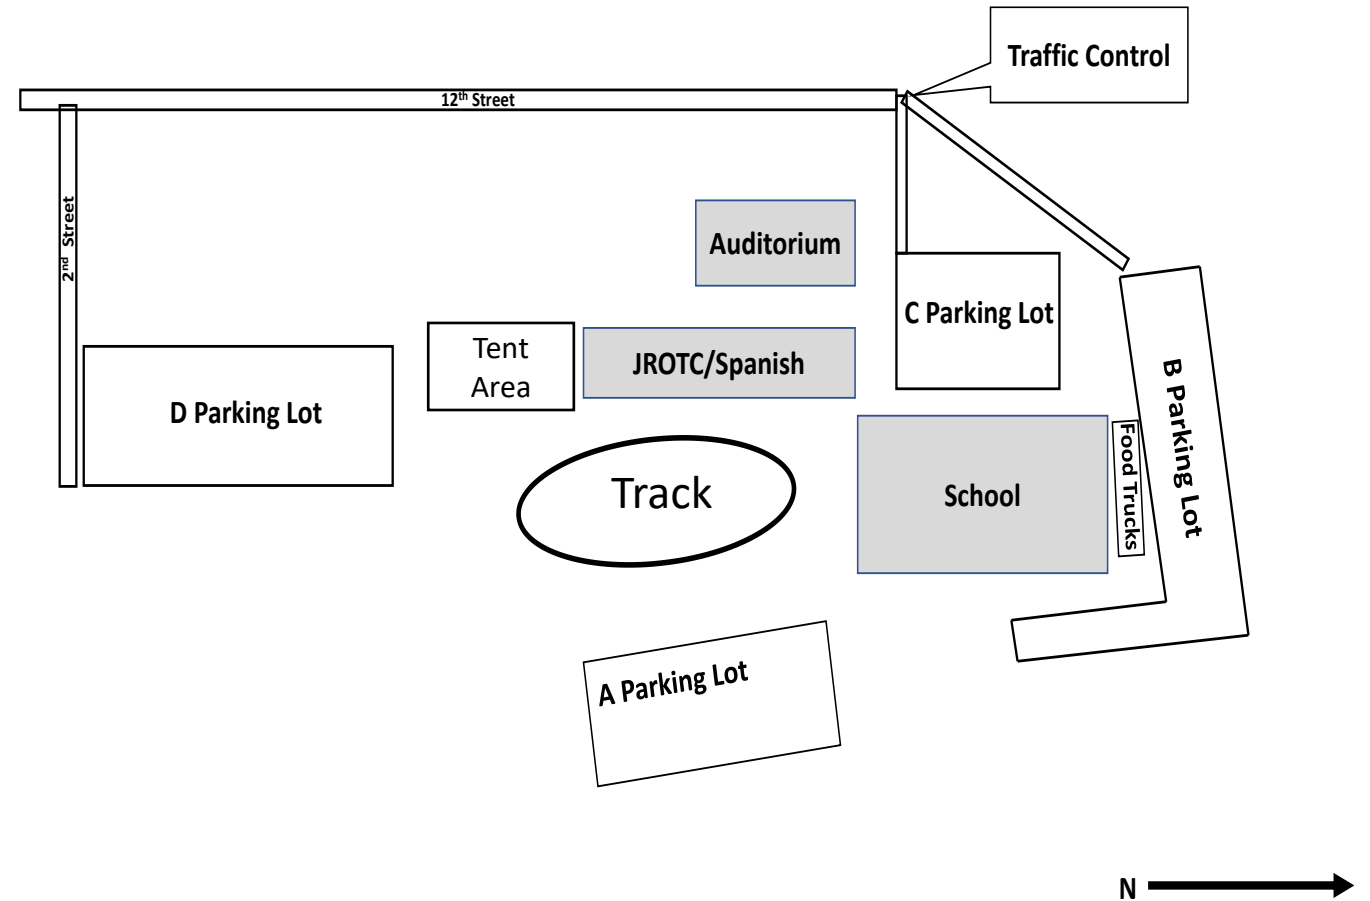 Traffic Control
12th Street
2nd Street
Auditorium
C Parking Lot
Tent
Area
JROTC/Spanish
B Parking Lot
D Parking Lot
Food Trucks
Track
School
A Parking Lot
N